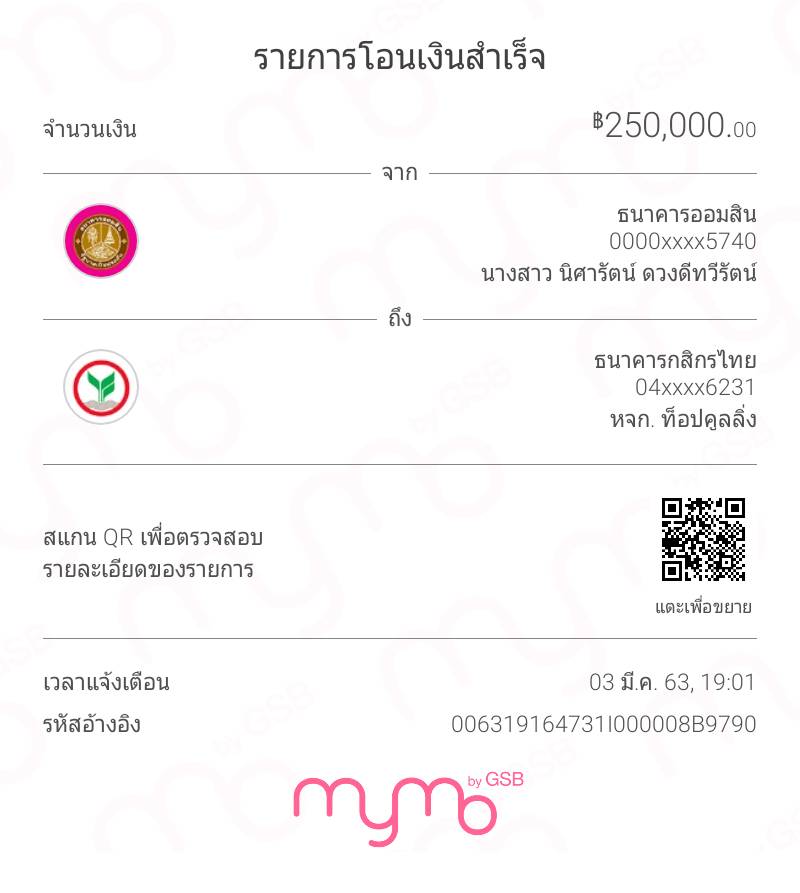 รายการโอนเงินสำเร็จ
จำนวนเงิน
฿250,000.00
จาก
ธนาคารออมสิน
0000xxxx5740
นางสาว นิศารัตน์ ดวงดีทวีรัตน์
ถึง
ธนาคารกสิกรไทย
04xxxx6231
หจก. ท็อปคูลลิ่ง
สแกน QR เพื่อตรวจสอบ
รายละเอียดของรายการ
แตะเพื่อขยาย
เวลาแจ้งเตือน
03 มี.ค. 63, 19:01
รหัสอ้างอิง
006319164731I000008B9790
mymo by GSB